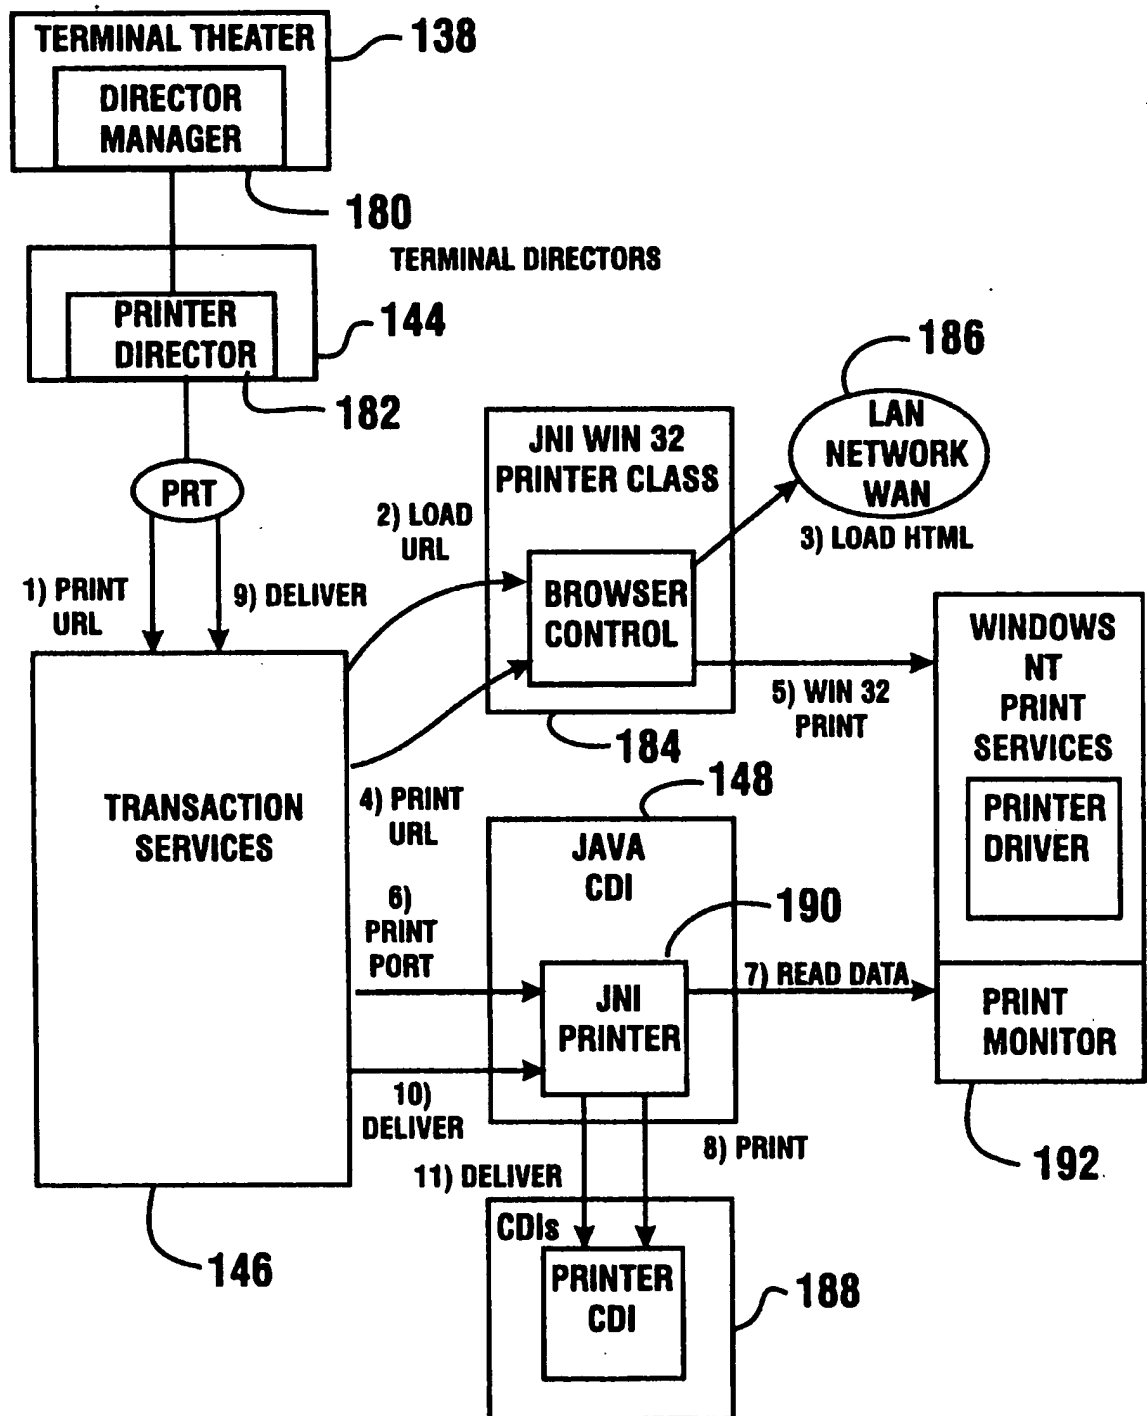 TERMINAL THEATER
138
DIRECTOR
MANAGER
180
TERMINAL DIRECTORS
PRINTER
DIRECTOR
144
182
PRT
1) PRINT
URL
9) DELIVER
2) LOAD
URL
JNI WIN 32
PRINTER CLASS
BROWSER
CONTROL
184
186
LAN
NETWORK
WAN
3) LOAD HTML
5) WIN 32
PRINT
WINDOWS
NT
PRINT
SERVICES
PRINTER
DRIVER
PRINT
MONITOR
192
TRANSACTION
SERVICES
146
4) PRINT
URL
6)
PRINT
PORT
10)
DELIVER
148
JAVA
CDI
190
JNI
PRINTER
7) READ DATA
8) PRINT
11) DELIVER
CDIs
PRINTER
CDI
188